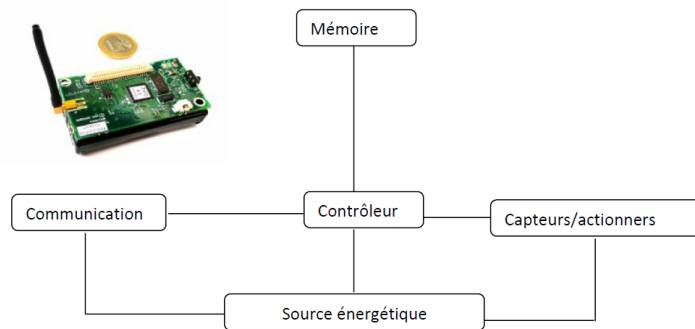 Mémoire
Communication
Contrôleur
Capteurs/actionners
Source énergétique